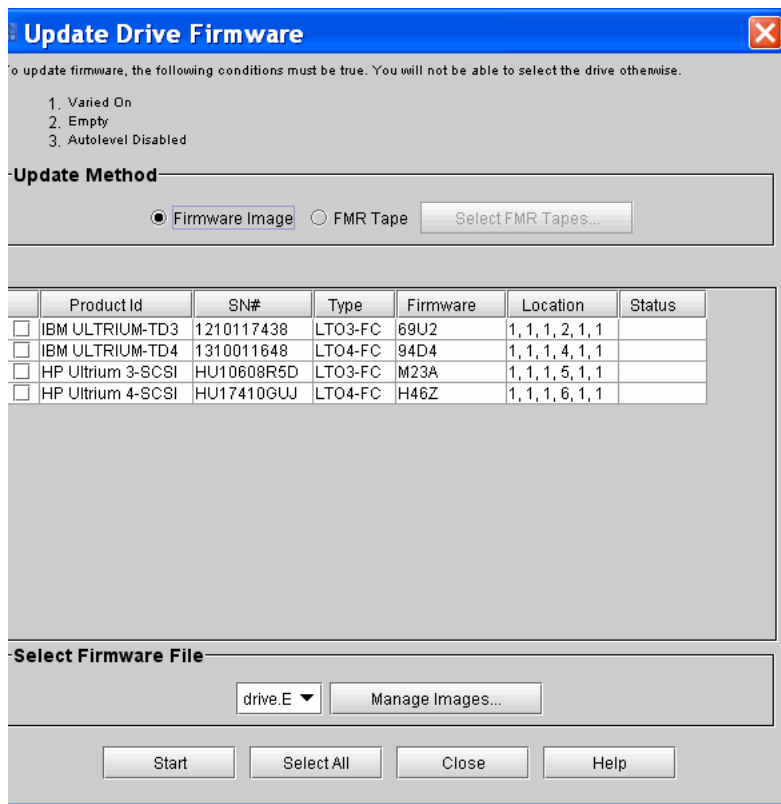 Update Drive Firmware
o update firmware, the following conditions must be true. You will not be able to select the drive otherwise.
1. Varied On
2. Empty
3. Autolevel Disabled
Update Method
Firmware Image FMR Tape Select FMR Tapes...
Product Id SN# Type Firmware Location Status
IBM ULTRIUM-TD3 1210117438 LTO3-FC 69U2 1, 1, 1, 2, 1, 1
IBM ULTRIUM-TD4 1310011648 LTO4-FC 94D4 1, 1, 1, 4, 1, 1
HP Ultrium 3-SCSI HU10608R5D LTO3-FC M23A 1, 1, 1, 5, 1, 1
HP Ultrium 4-SCSI HU17410GUJ LTO4-FC H46Z 1, 1, 1, 6, 1, 1
Select Firmware File
drive.E Manage Images...
Start Select All Close Help